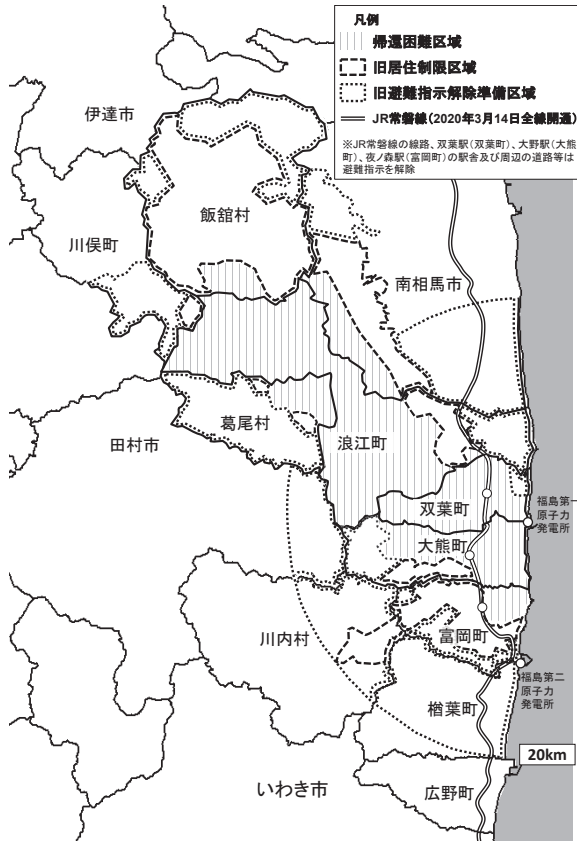 凡例
帰還困難区域
旧居住制限区域
旧避難指示解除準備区域
JR常磐線(2020年3月14日全線開通)
※JR常磐線の線路、双葉駅(双葉町)、大野駅(大熊
町)、夜ノ森駅(富岡町)の駅舎及び周辺の道路等は
避難指示を解除
伊達市
飯舘村
川俣町
南相馬市
葛尾村
田村市
浪江町
双葉町
福島第一
原子力
発電所
大熊町
川内村
富岡町
福島第二
原子力
発電所
楢葉町
20km
いわき市
広野町